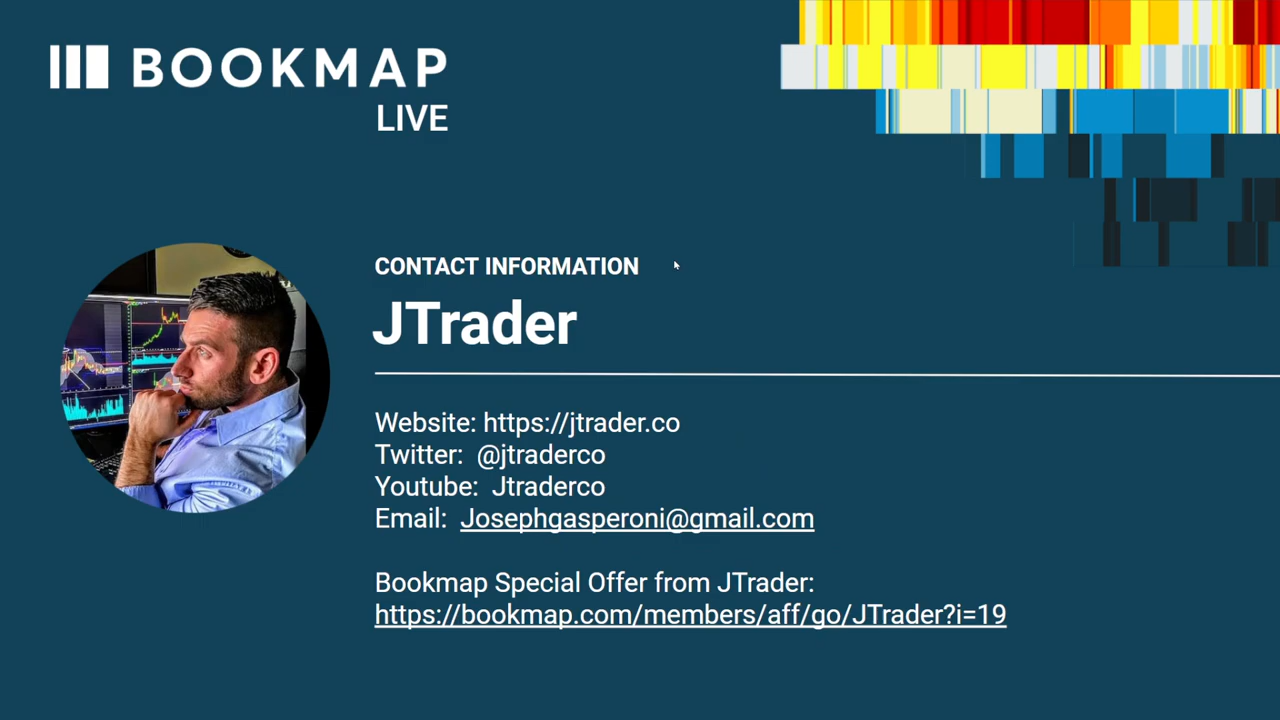 BOOKMAP
LIVE
CONTACT INFORMATION
JTrader
Website: https://jtrader.co
Twitter: @jtraderco
Youtube: Jtraderco
Email: Josephgasperoni@gmail.com
Bookmap Special Offer from JTrader:
https://bookmap.com/members/aff/go/JTrader?i=19